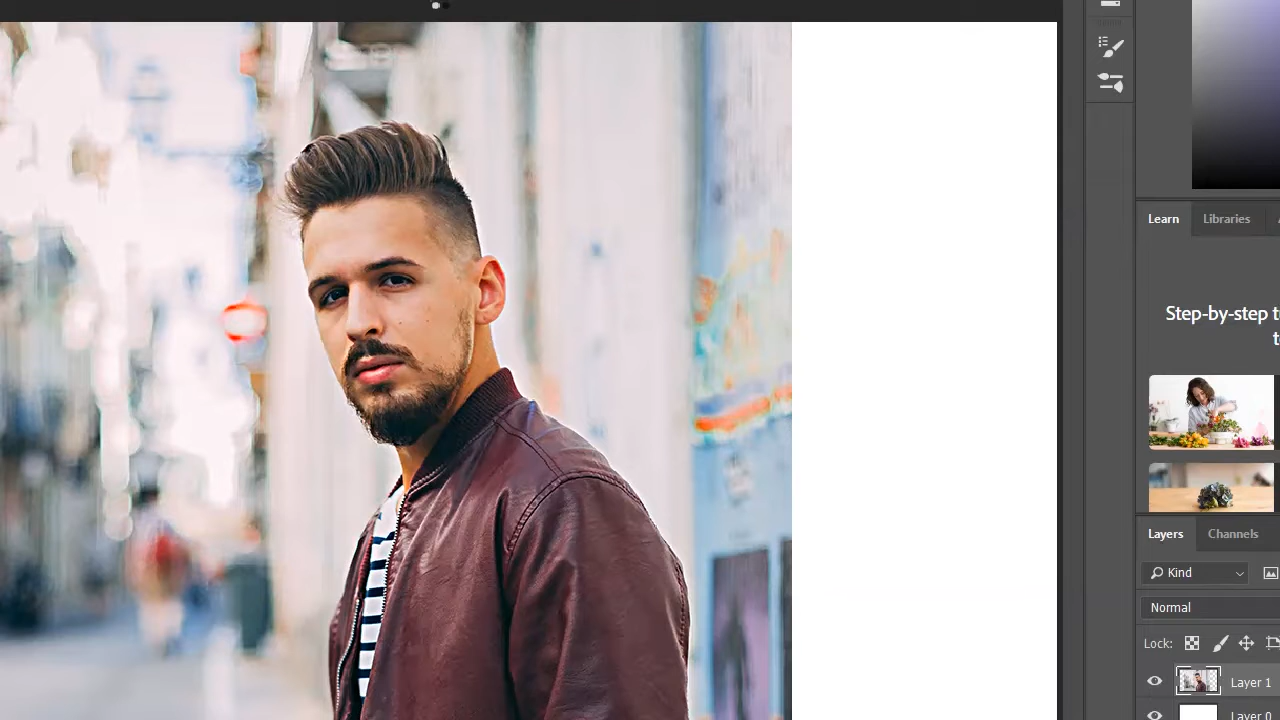 Learn Libraries
Step-by-step
Layers Channels
Kind
Normal
Lock:
Layer 1
Layer 0